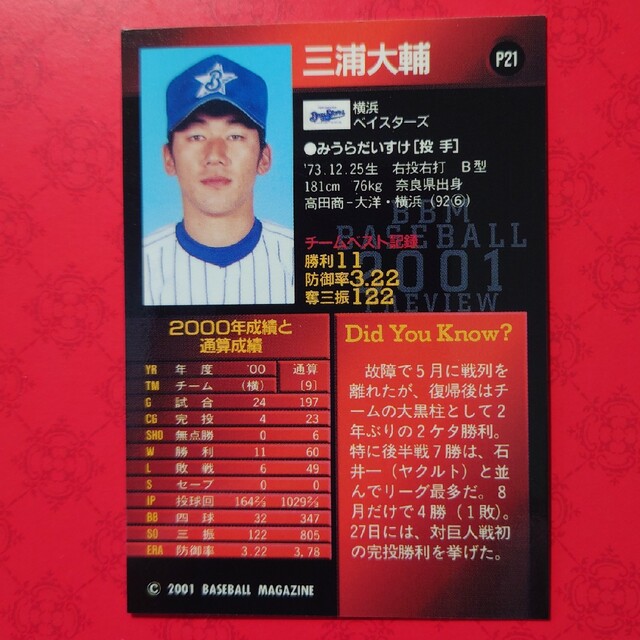 三浦大輔
P21
横浜
ベイスターズ
●みうらだいすけ[投 手]
'73.12.25生 右投右打 B型
181cm 76kg 奈良県出身
高田商-大洋・横浜（92⑥）
BBM
BASEBALL
2001
PREVIEW
チームベスト記録
勝利11
防御率3.22
奪三振122
2000年成績と
通算成績
YR 年度 '00 通算
TM チーム (横) [9]
G 試合 24 197
CG 完投 4 23
SHO 無点勝 0 6
W 勝利 11 60
L 敗戦 6 49
S セーブ 0 0
IP 投球回 164⅔ 1029⅔
BB 四球 32 347
SO 三振 122 805
ERA 防御率 3.22 3.78
Did You Know?
故障で5月に戦列を
離れたが、復帰後はチ
ームの大黒柱として2
年ぶりの2ケタ勝利。
特に後半戦7勝は、石
井一（ヤクルト）と並
んでリーグ最多だ。8
月だけで4勝（1敗）。
27日には、対巨人戦初
の完投勝利を挙げた。
© 2001 BASEBALL MAGAZINE